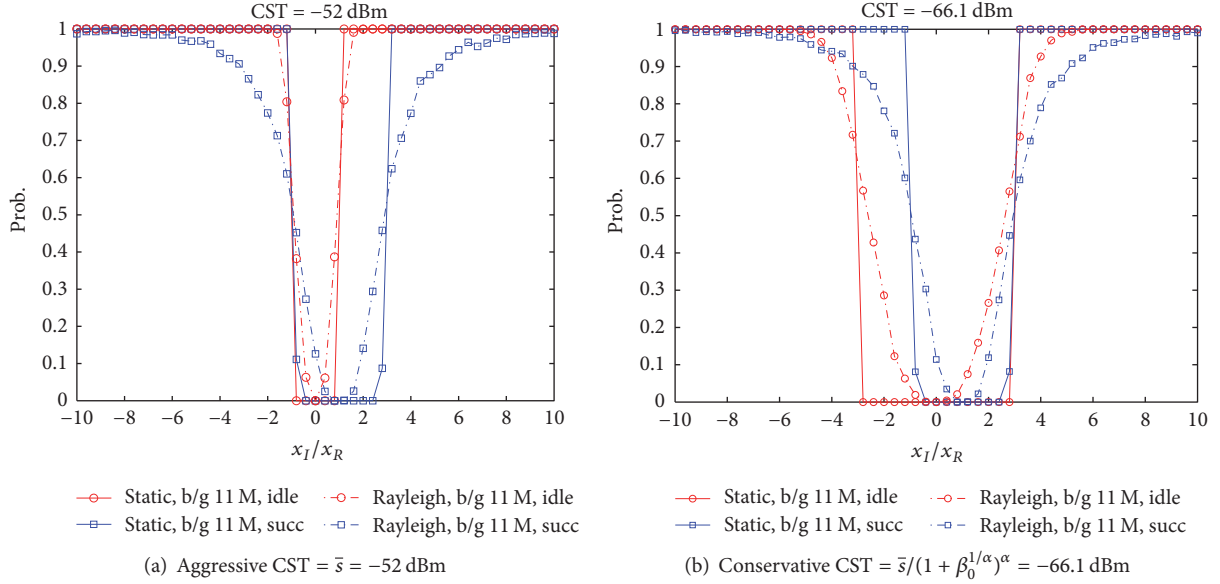 CST = −52 dBm
1
0.9
0.8
0.7
0.6
0.5
0.4
0.3
0.2
0.1
0
Prob.
−10 −8 −6 −4 −2 0 2 4 6 8 10
x_I/x_R
Static, b/g 11 M, idle
Static, b/g 11 M, succ
Rayleigh, b/g 11 M, idle
Rayleigh, b/g 11 M, succ
(a) Aggressive CST = s̅ = −52 dBm
CST = −66.1 dBm
1
0.9
0.8
0.7
0.6
0.5
0.4
0.3
0.2
0.1
0
Prob.
−10 −8 −6 −4 −2 0 2 4 6 8 10
x_I/x_R
Static, b/g 11 M, idle
Static, b/g 11 M, succ
Rayleigh, b/g 11 M, idle
Rayleigh, b/g 11 M, succ
(b) Conservative CST = s̅/(1 + β_0^{1/α})^α = −66.1 dBm